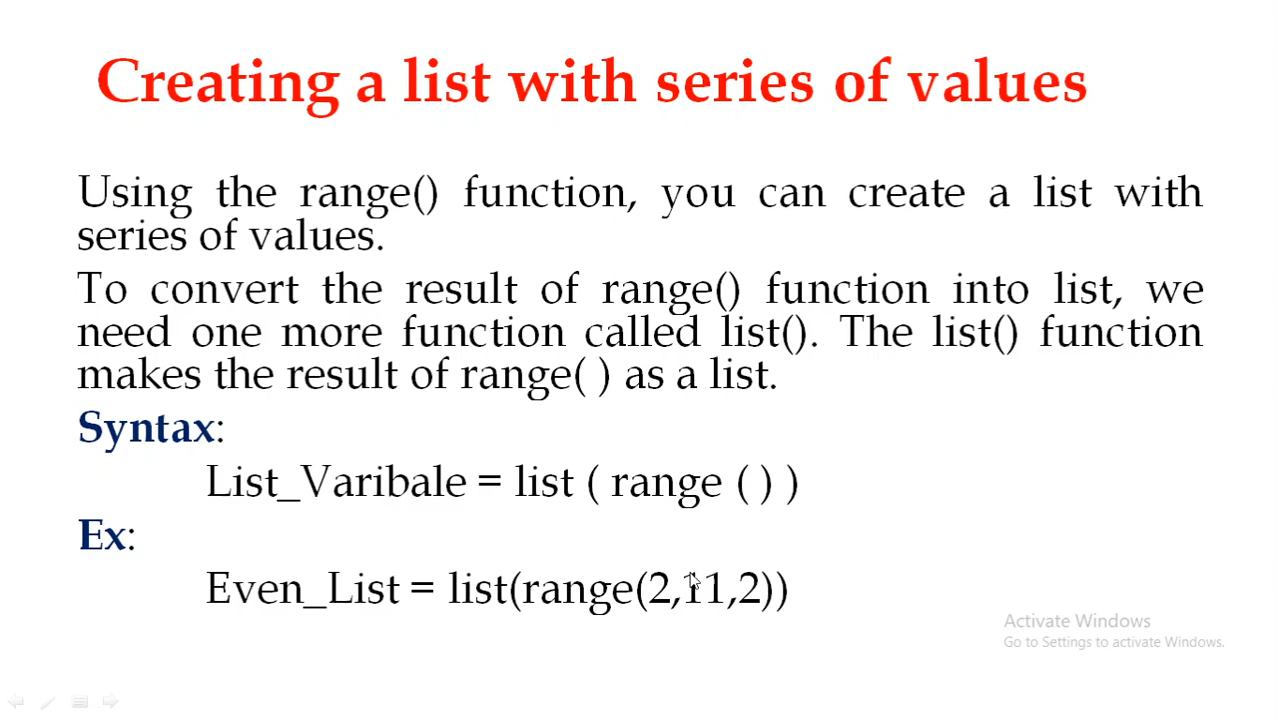 Creating a list with series of values
Using the range() function, you can create a list with
series of values.
To convert the result of range() function into list, we
need one more function called list(). The list() function
makes the result of range( ) as a list.
Syntax:
List_Varibale = list ( range ( ) )
Ex:
Even_List = list(range(2,11,2))
Activate Windows
Go to Settings to activate Windows.